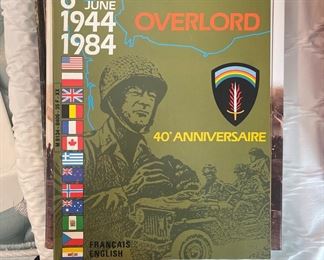 6 JUNE
1944
1984
OVERLORD
40e ANNIVERSAIRE
FRANÇAIS
ENGLISH